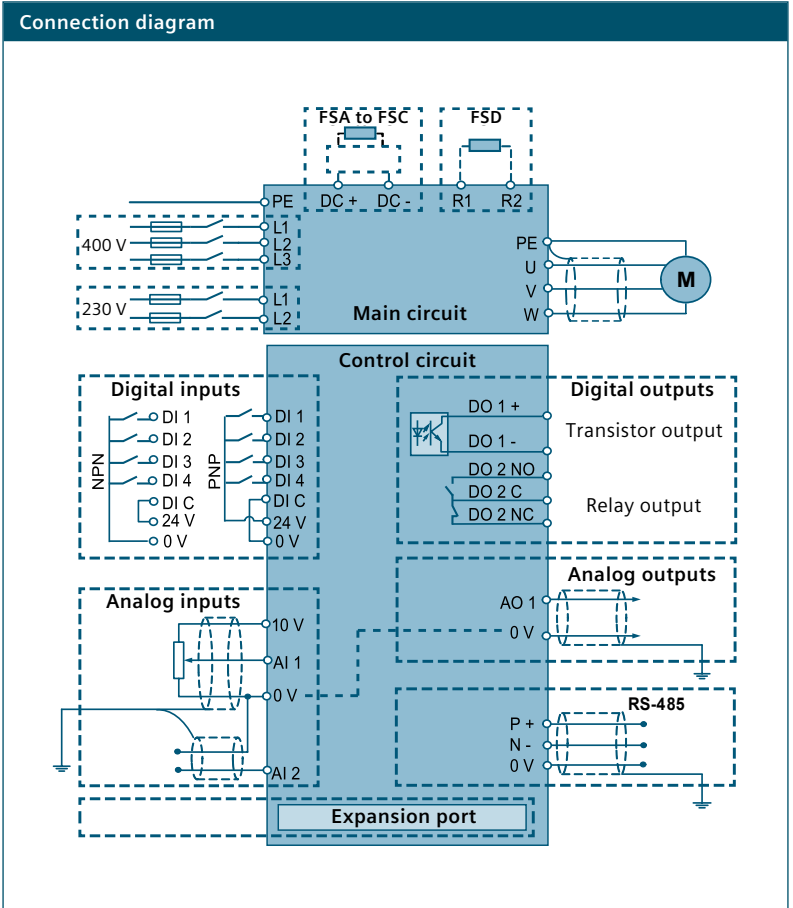 Connection diagram
FSA to FSC
FSD
PE
DC +
DC -
R1
R2
400 V
L1
L2
L3
230 V
L1
L2
Main circuit
PE
U
V
W
M
Control circuit
Digital inputs
NPN
DI 1
DI 2
DI 3
DI 4
DI C
24 V
0 V
PNP
DI 1
DI 2
DI 3
DI 4
DI C
24 V
0 V
Digital outputs
DO 1 +
Transistor output
DO 1 -
DO 2 NO
DO 2 C
Relay output
DO 2 NC
Analog inputs
10 V
AI 1
0 V
AI 2
Analog outputs
AO 1
0 V
RS-485
P +
N -
0 V
Expansion port